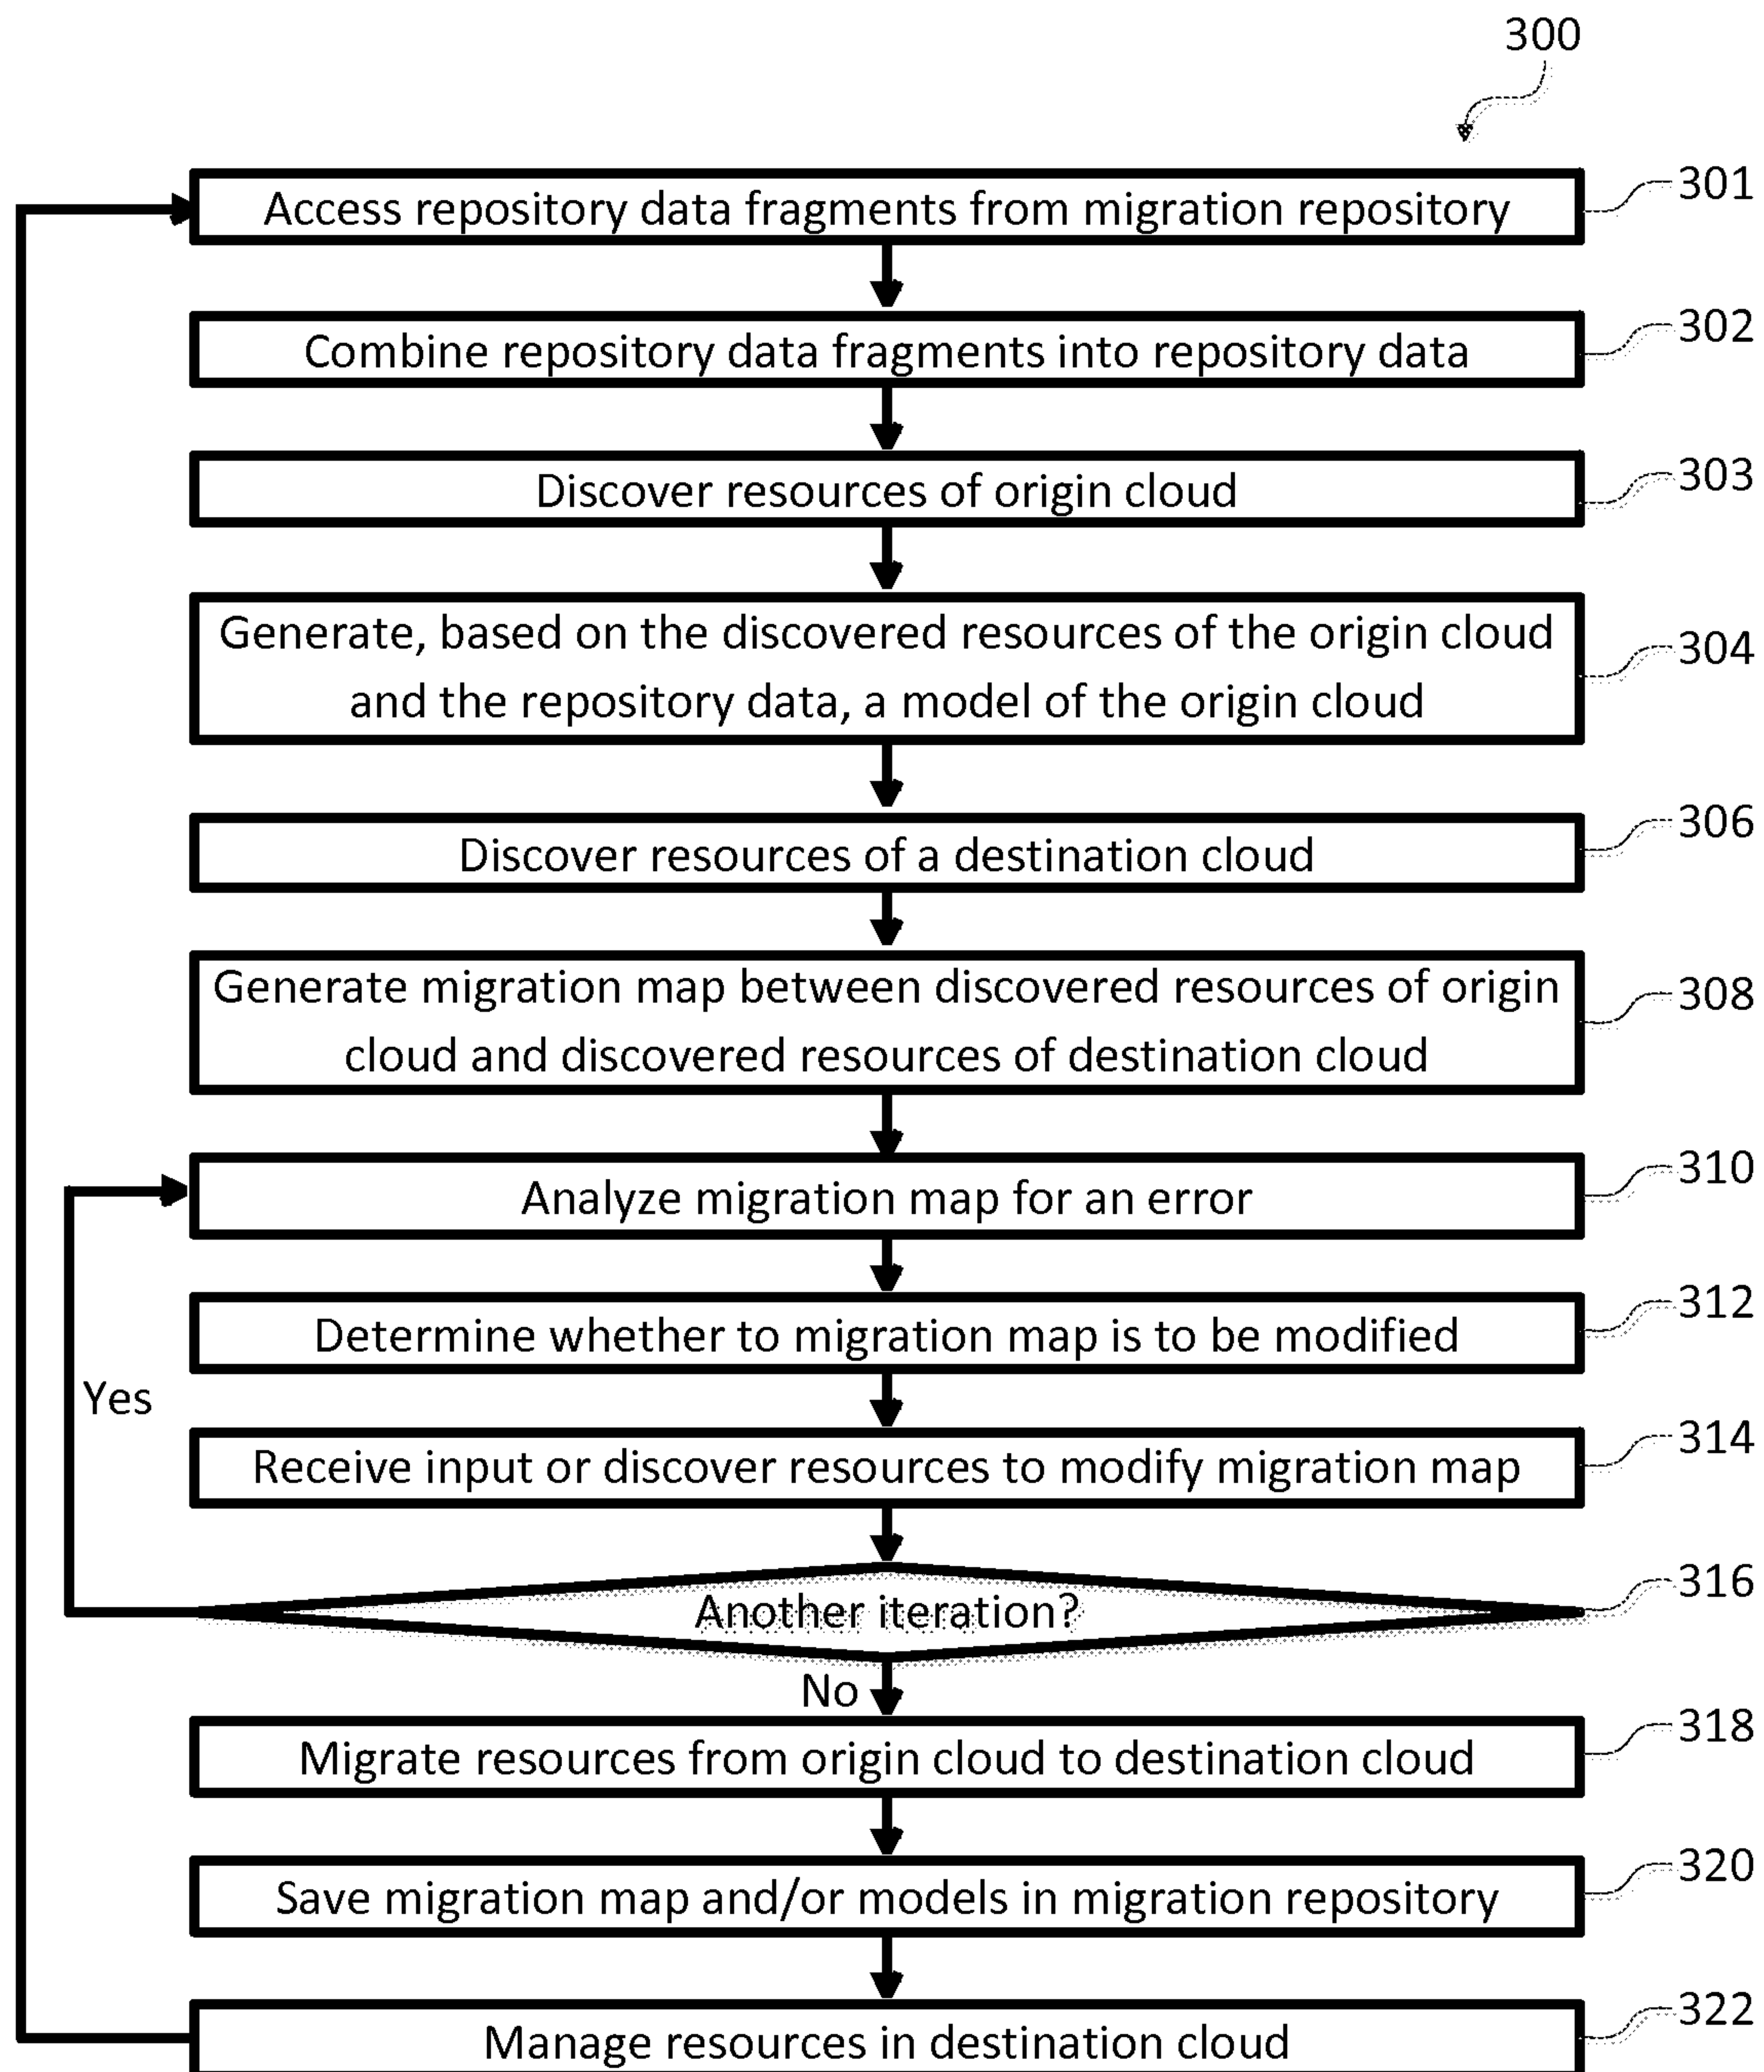 300
Access repository data fragments from migration repository
301
Combine repository data fragments into repository data
302
Discover resources of origin cloud
303
Generate, based on the discovered resources of the origin cloud
and the repository data, a model of the origin cloud
304
Discover resources of a destination cloud
306
Generate migration map between discovered resources of origin
cloud and discovered resources of destination cloud
308
Analyze migration map for an error
310
Determine whether to migration map is to be modified
312
Yes
Receive input or discover resources to modify migration map
314
Another iteration?
316
No
Migrate resources from origin cloud to destination cloud
318
Save migration map and/or models in migration repository
320
Manage resources in destination cloud
322